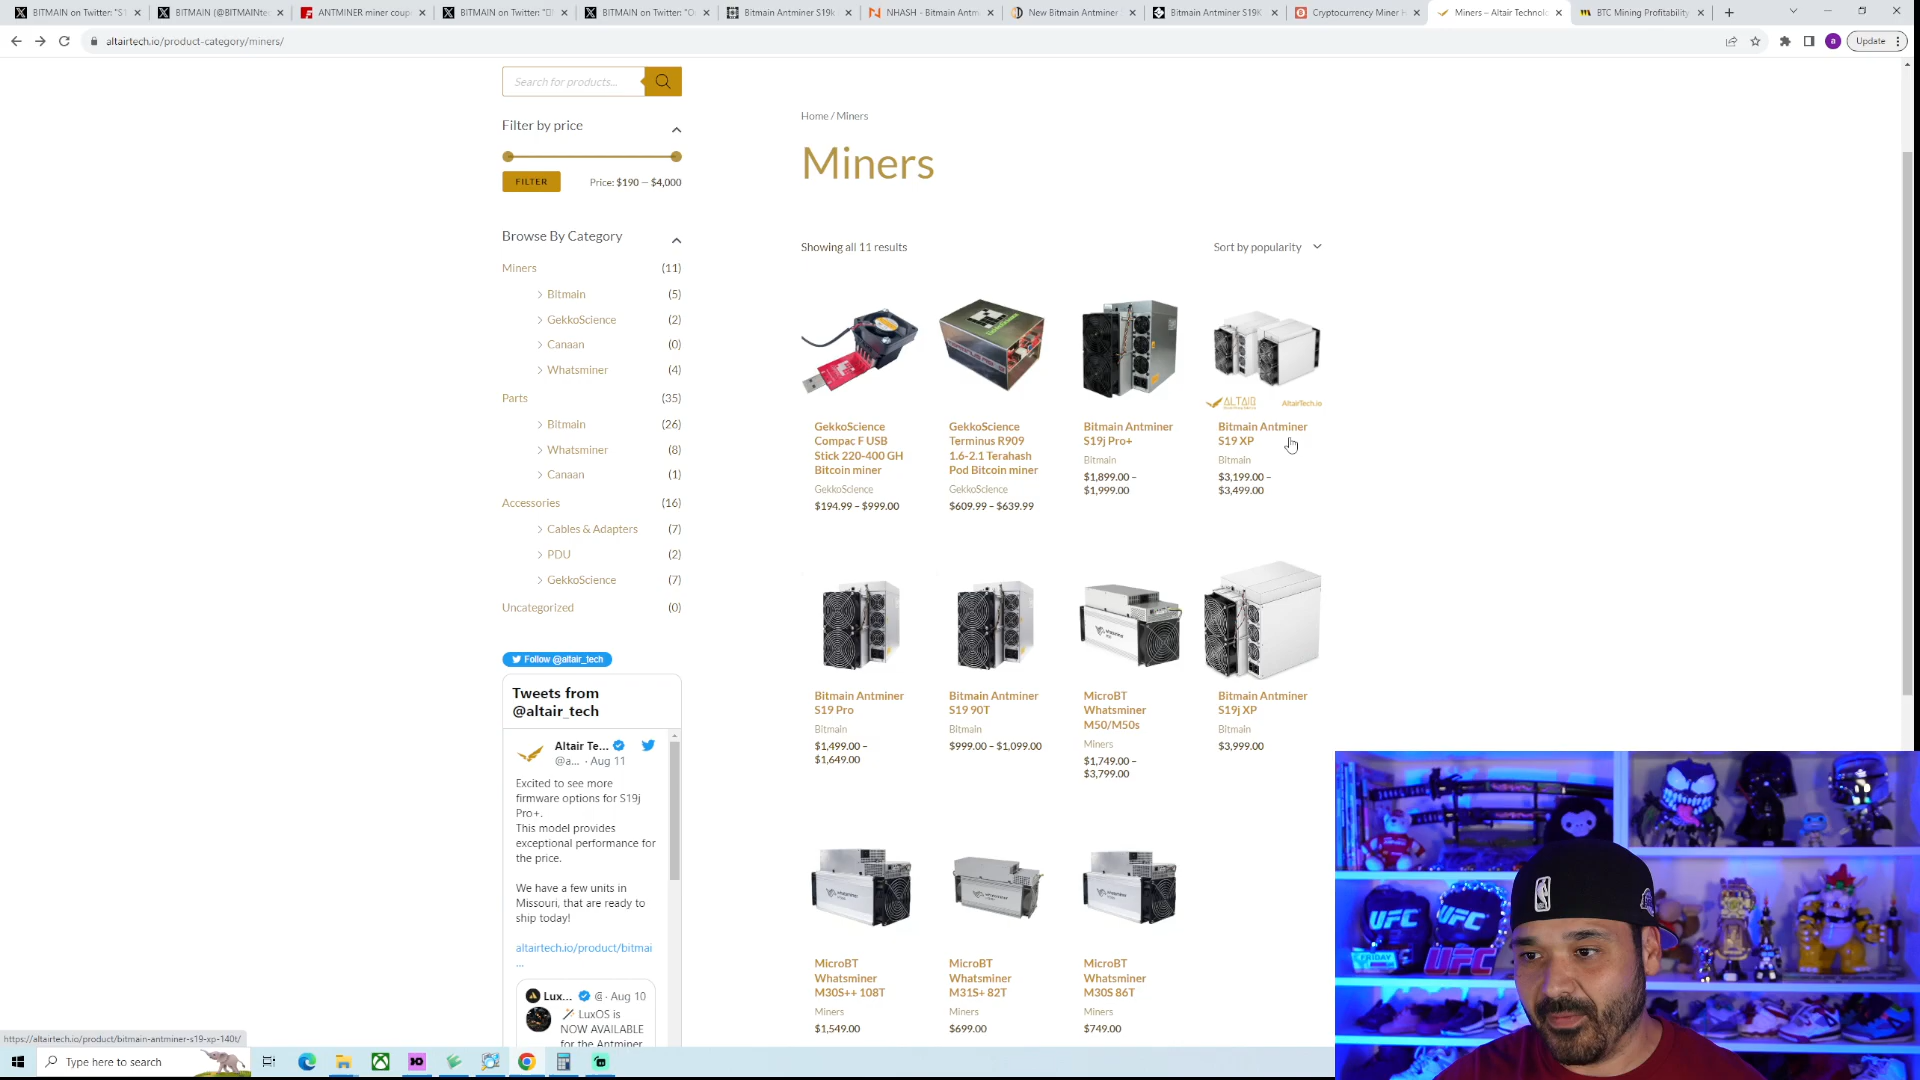 BITMAIN on Twitter: "S1
BITMAIN (@BITMAINte
ANTMINER miner coup
BITMAIN on Twitter: "
BITMAIN on Twitter: "
Bitmain Antminer S19k
NHASH - Bitmain Antm
New Bitmain Antminer
Bitmain Antminer S19K
Cryptocurrency Miner H
Miners – Altair Technol
BTC Mining Profitability
altairtech.io/product-category/miners/
a
Update
Search for products...
Filter by price
FILTER
Price: $190 — $4,000
Browse By Category
Miners (11)
Bitmain (5)
GekkoScience (2)
Canaan (0)
Whatsminer (4)
Parts (35)
Bitmain (26)
Whatsminer (8)
Canaan (1)
Accessories (16)
Cables & Adapters (7)
PDU (2)
GekkoScience (7)
Uncategorized (0)
Follow @altair_tech
Tweets from
@altair_tech
Altair Te...
@a... · Aug 11
Excited to see more
firmware options for S19j
Pro+.
This model provides
exceptional performance for
the price.
We have a few units in
Missouri, that are ready to
ship today!
altairtech.io/product/bitmai
...
Lux... @ · Aug 10
LuxOS is
NOW AVAILABLE
for the Antminer
Home / Miners
Miners
Showing all 11 results
Sort by popularity
ALTAIR
AltairTech.io
GekkoScience
Compac F USB
Stick 220-400 GH
Bitcoin miner
GekkoScience
$194.99 – $999.00
GekkoScience
Terminus R909
1.6-2.1 Terahash
Pod Bitcoin miner
GekkoScience
$609.99 – $639.99
Bitmain Antminer
S19j Pro+
Bitmain
$1,899.00 –
$1,999.00
Bitmain Antminer
S19 XP
Bitmain
$3,199.00 –
$3,499.00
Bitmain Antminer
S19 Pro
Bitmain
$1,499.00 –
$1,649.00
Bitmain Antminer
S19 90T
Bitmain
$999.00 – $1,099.00
MicroBT
Whatsminer
M50/M50s
Miners
$1,749.00 –
$3,799.00
Bitmain Antminer
S19j XP
Bitmain
$3,999.00
MicroBT
Whatsminer
M30S++ 108T
Miners
$1,549.00
MicroBT
Whatsminer
M31S+ 82T
Miners
$699.00
MicroBT
Whatsminer
M30S 86T
Miners
$749.00
UFC
UFC
FRIDAY
UFC
NBA
https://altairtech.io/product/bitmain-antminer-s19-xp-140t/
Type here to search